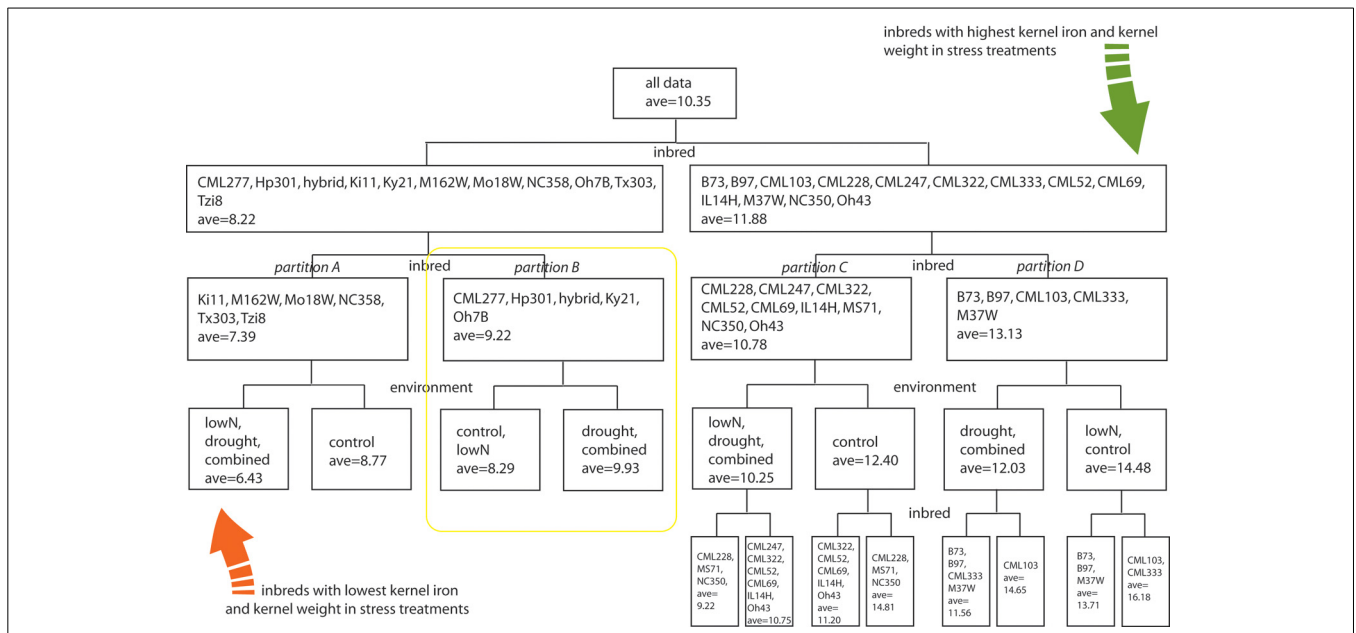 inbreds with highest kernel iron and kernel
weight in stress treatments
all data
ave=10.35
inbred
CML277, Hp301, hybrid, Ki11, Ky21, M162W, Mo18W, NC358, Oh7B, Tx303,
Tzi8
ave=8.22
B73, B97, CML103, CML228, CML247, CML322, CML333, CML52, CML69,
IL14H, M37W, NC350, Oh43
ave=11.88
partition A
inbred
partition B
partition C
inbred
partition D
Ki11, M162W, Mo18W, NC358,
Tx303, Tzi8
ave=7.39
CML277, Hp301, hybrid, Ky21,
Oh7B
ave=9.22
CML228, CML247, CML322,
CML52, CML69, IL14H, MS71,
NC350, Oh43
ave=10.78
B73, B97, CML103, CML333,
M37W
ave=13.13
environment
environment
lowN,
drought,
combined
ave=6.43
control
ave=8.77
control,
lowN
ave=8.29
drought,
combined
ave=9.93
lowN,
drought,
combined
ave=10.25
control
ave=12.40
drought,
combined
ave=12.03
lowN,
control
ave=14.48
inbred
CML228,
MS71,
NC350,
ave=
9.22
CML247,
CML322,
CML52,
CML69,
IL14H,
Oh43
ave=10.75
CML322,
CML52,
CML69,
IL14H,
Oh43
ave=
11.20
CML228,
MS71,
NC350
ave=
14.81
B73,
B97,
CML333
M37W
ave=
11.56
CML103
ave=
14.65
B73,
B97,
M37W
ave=
13.71
CML103,
CML333
ave=
16.18
inbreds with lowest kernel iron
and kernel weight in stress treatments